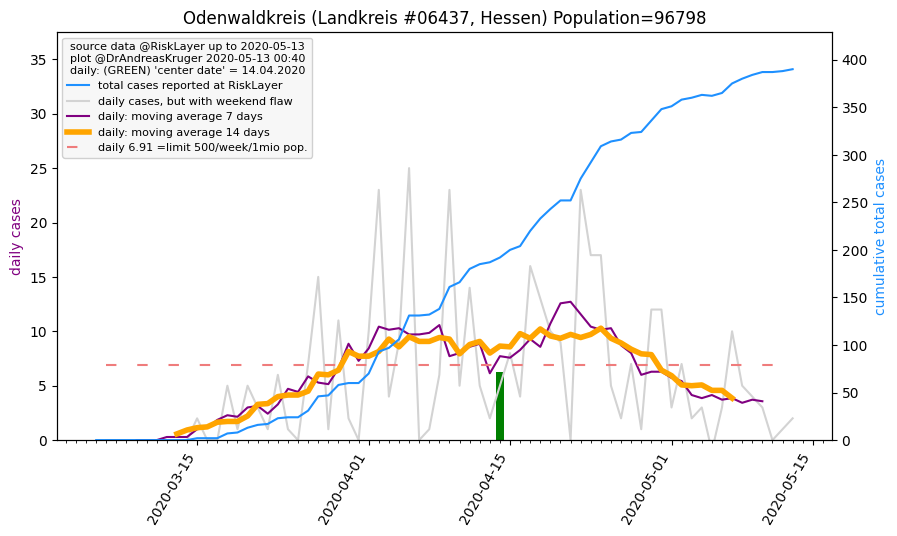 Odenwaldkreis (Landkreis #06437, Hessen) Population=96798
source data @RiskLayer up to 2020-05-13
plot @DrAndreasKruger 2020-05-13 00:40
daily: (GREEN) 'center date' = 14.04.2020
total cases reported at RiskLayer
daily cases, but with weekend flaw
daily: moving average 7 days
daily: moving average 14 days
daily 6.91 =limit 500/week/1mio pop.
daily cases
35
30
25
20
15
10
5
0
cumulative total cases
400
350
300
250
200
150
100
50
0
2020-03-15
2020-04-01
2020-04-15
2020-05-01
2020-05-15